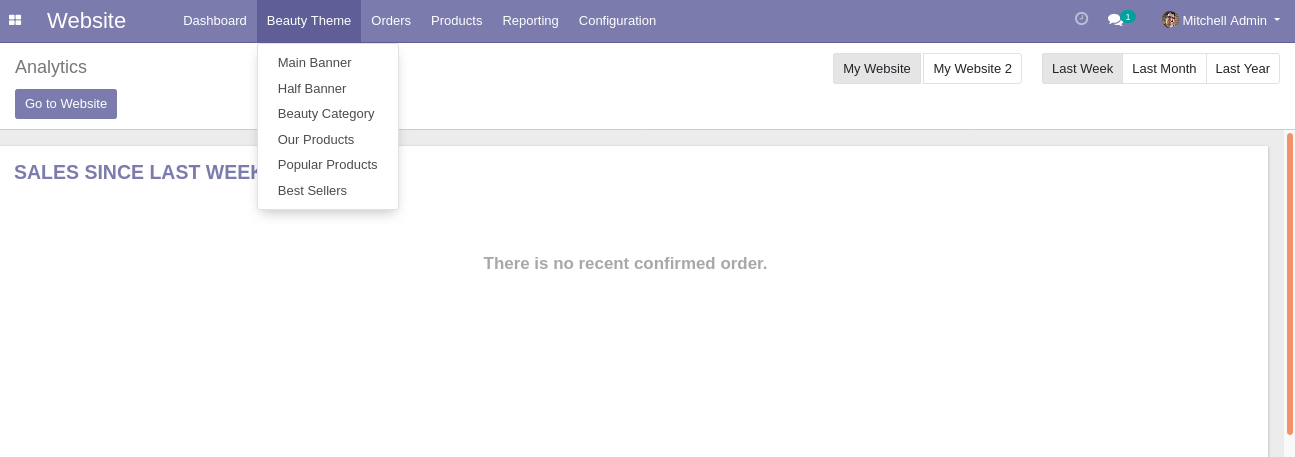 Website Dashboard Beauty Theme Orders Products Reporting Configuration 1 Mitchell Admin
Analytics
My Website My Website 2 Last Week Last Month Last Year
Go to Website
Main Banner
Half Banner
Beauty Category
Our Products
Popular Products
Best Sellers
SALES SINCE LAST WEEK
There is no recent confirmed order.